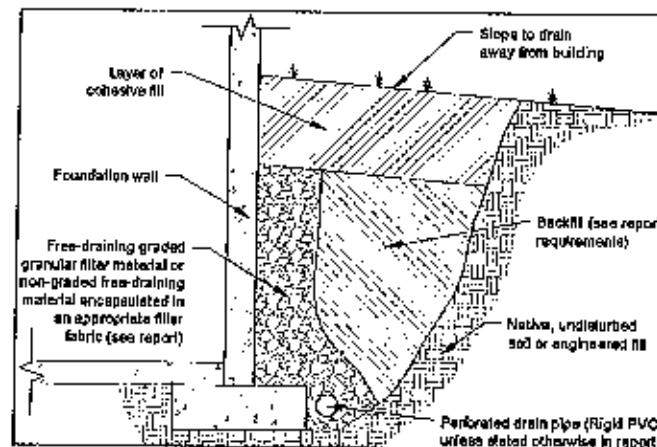 Slope to drain
away from building
Layer of
cohesive fill
Foundation wall
Backfill (see repor
requirements)
Free-draining graded
granular filter material or
non-graded free-draining
material encapsulated in
an appropriate filter
fabric (see report)
Native, undisturbed
soil or engineered fill
Perforated drain pipe (Rigid PVC
unless stated otherwise in report